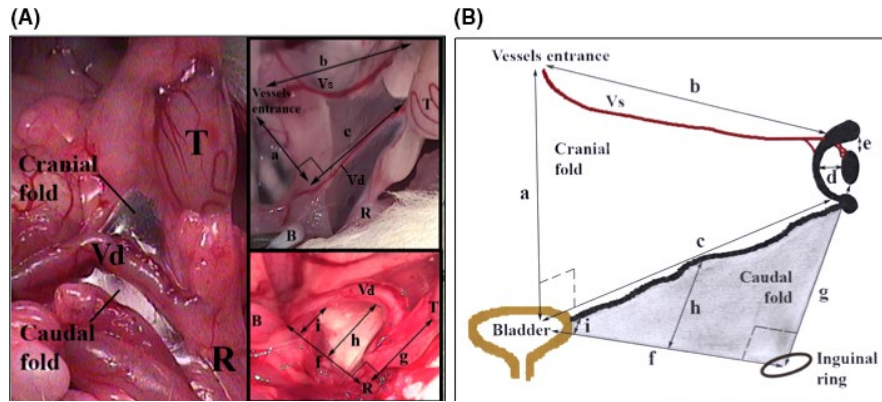 (A)
T
Cranial
fold
Vd
Caudal
fold
R
b
Vs
Vessels
entrance
T
c
a
Vd
R
B
Vd
T
B
i
h
g
f
R
(B)
Vessels entrance
b
Vs
e
Cranial
fold
d
a
c
Caudal
fold
h
g
Bladder
i
f
Inguinal
ring